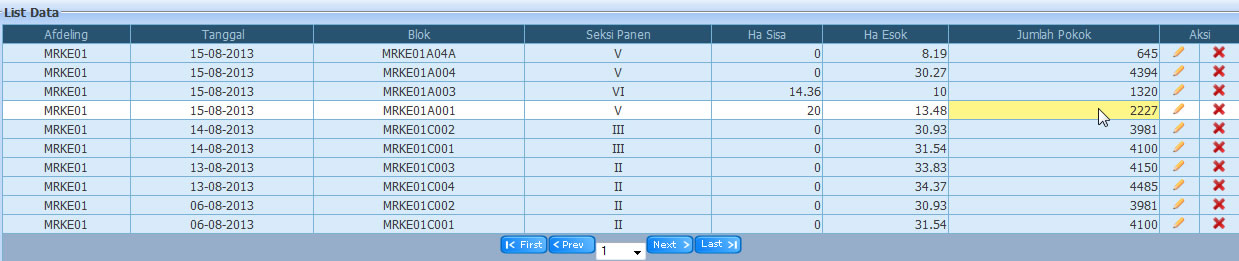 List Data
Afdeling Tanggal Blok Seksi Panen Ha Sisa Ha Esok Jumlah Pokok Aksi
MRKE01 15-08-2013 MRKE01A04A V 0 8.19 645
MRKE01 15-08-2013 MRKE01A004 V 0 30.27 4394
MRKE01 15-08-2013 MRKE01A003 VI 14.36 10 1320
MRKE01 15-08-2013 MRKE01A001 V 20 13.48 2227
MRKE01 14-08-2013 MRKE01C002 III 0 30.93 3981
MRKE01 14-08-2013 MRKE01C001 III 0 31.54 4100
MRKE01 13-08-2013 MRKE01C003 II 0 33.83 4150
MRKE01 13-08-2013 MRKE01C004 II 0 34.37 4485
MRKE01 06-08-2013 MRKE01C002 II 0 30.93 3981
MRKE01 06-08-2013 MRKE01C001 II 0 31.54 4100
First Prev 1 Next Last